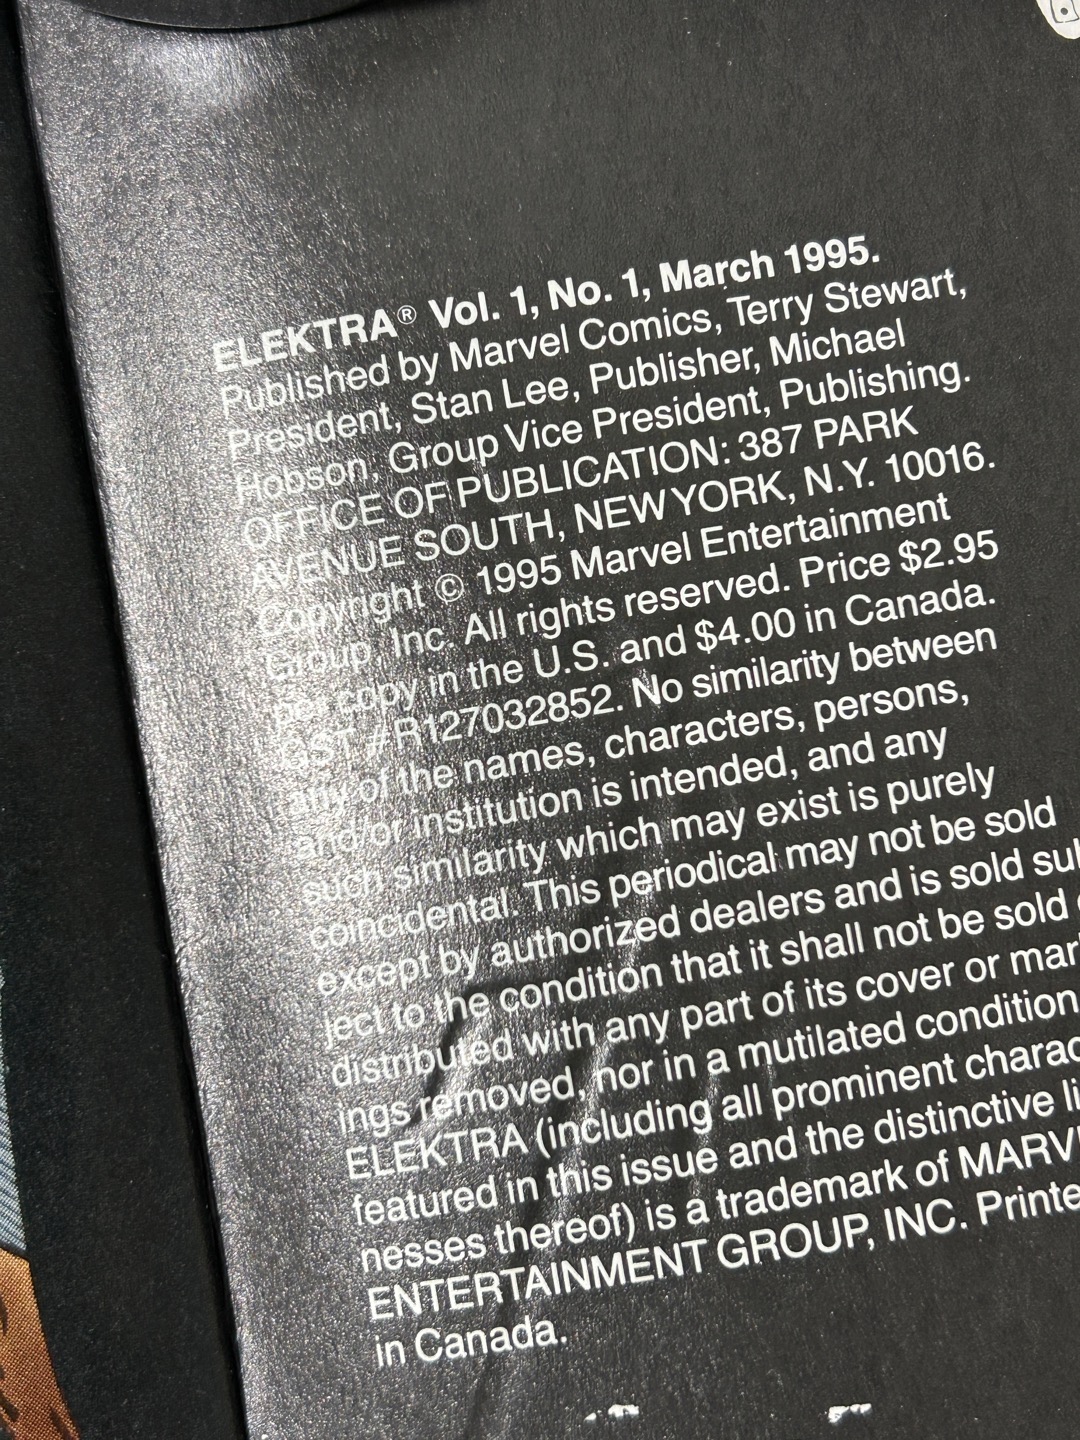 ELEKTRA® Vol. 1, No. 1, March 1995.
Published by Marvel Comics, Terry Stewart,
President, Stan Lee, Publisher, Michael
Hobson, Group Vice President, Publishing.
OFFICE OF PUBLICATION: 387 PARK
AVENUE SOUTH, NEW YORK, N.Y. 10016.
Copyright © 1995 Marvel Entertainment
Group, Inc. All rights reserved. Price $2.95
per copy in the U.S. and $4.00 in Canada.
GST #R127032852. No similarity between
any of the names, characters, persons,
and/or institution is intended, and any
such similarity which may exist is purely
coincidental. This periodical may not be sold
except by authorized dealers and is sold sub
ject to the condition that it shall not be sold
distributed with any part of its cover or mar
ings removed, nor in a mutilated condition
ELEKTRA (including all prominent charac
featured in this issue and the distinctive li
nesses thereof) is a trademark of MARV
ENTERTAINMENT GROUP, INC. Printe
in Canada.